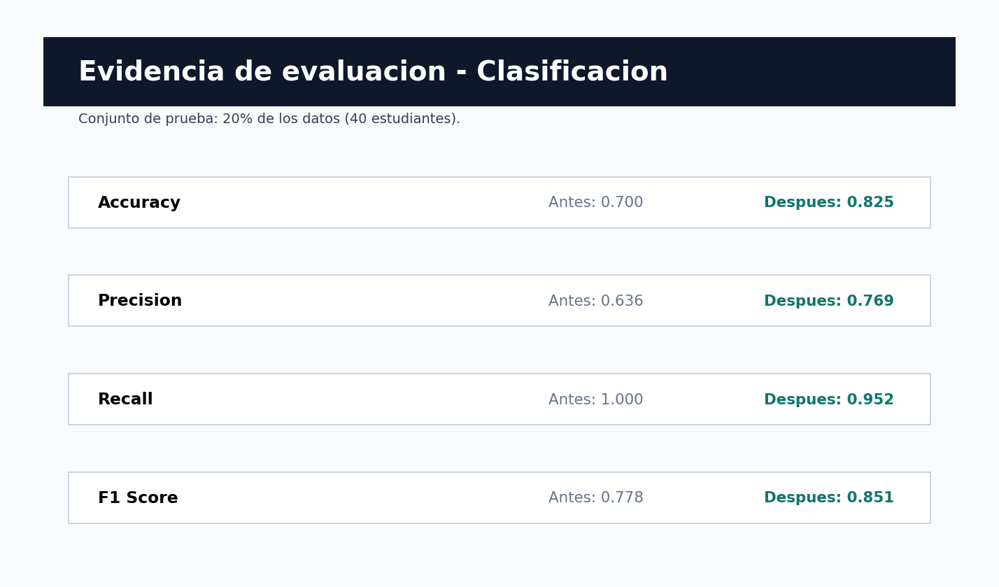 Evidencia de evaluacion - Clasificacion
Conjunto de prueba: 20% de los datos (40 estudiantes).
Accuracy Antes: 0.700 Despues: 0.825
Precision Antes: 0.636 Despues: 0.769
Recall Antes: 1.000 Despues: 0.952
F1 Score Antes: 0.778 Despues: 0.851